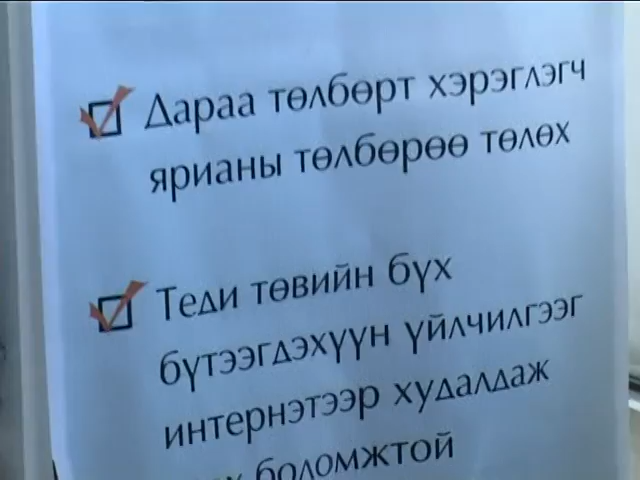 Дараа төлбөрт хэрэглэгч
ярианы төлбөрөө төлөх
Теди төвийн бүх
бүтээгдэхүүн үйлчилгээг
интернэтээр худалдаж
боломжтой